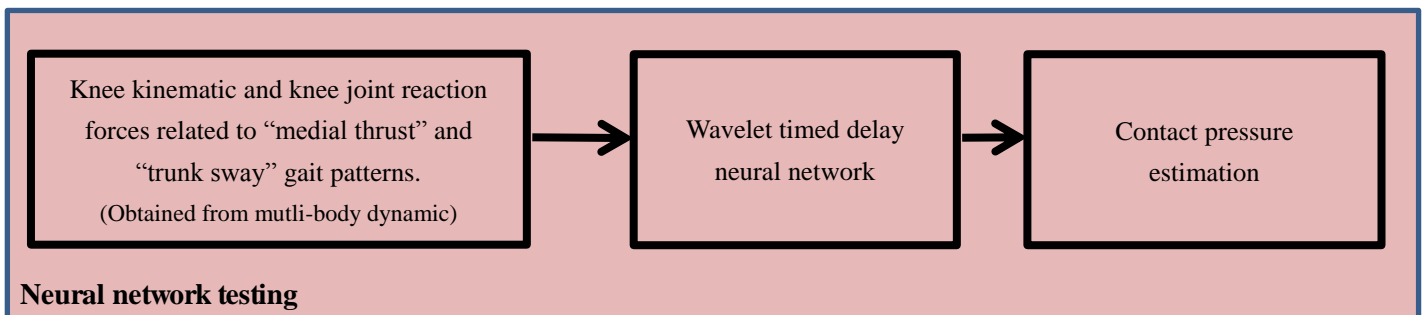 Knee kinematic and knee joint reaction
forces related to “medial thrust” and
“trunk sway” gait patterns.
(Obtained from mutli-body dynamic)
Wavelet timed delay
neural network
Contact pressure
estimation
Neural network testing